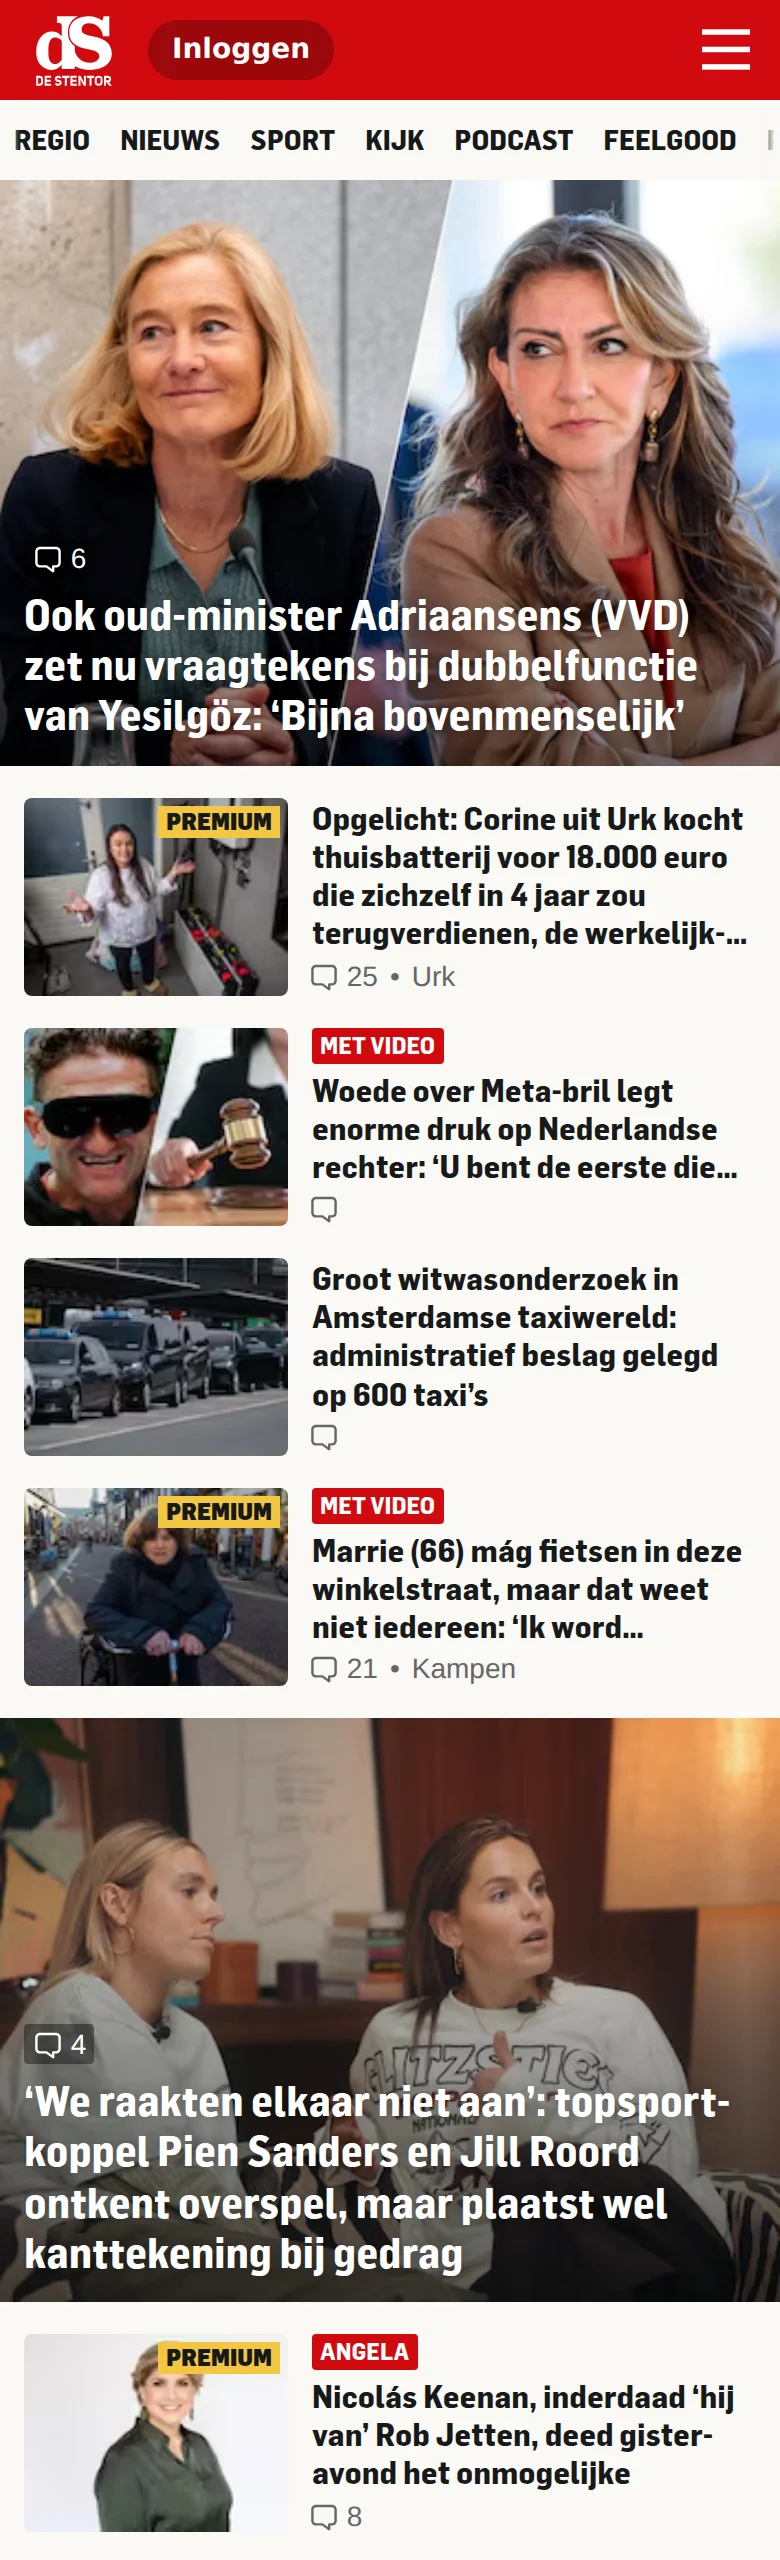 dS
DE STENTOR
Inloggen
REGIO NIEUWS SPORT KIJK PODCAST FEELGOOD
6
Ook oud-minister Adriaansens (VVD)
zet nu vraagtekens bij dubbelfunctie
van Yesilgöz: ‘Bijna bovenmenselijk’
PREMIUM
Opgelicht: Corine uit Urk kocht
thuisbatterij voor 18.000 euro
die zichzelf in 4 jaar zou
terugverdienen, de werkelijk-...
25 • Urk
MET VIDEO
Woede over Meta-bril legt
enorme druk op Nederlandse
rechter: ‘U bent de eerste die...
Groot witwasonderzoek in
Amsterdamse taxiwereld:
administratief beslag gelegd
op 600 taxi’s
PREMIUM
MET VIDEO
Marrie (66) mág fietsen in deze
winkelstraat, maar dat weet
niet iedereen: ‘Ik word...
21 • Kampen
4
‘We raakten elkaar niet aan’: topsport-
koppel Pien Sanders en Jill Roord
ontkent overspel, maar plaatst wel
kanttekening bij gedrag
PREMIUM
ANGELA
Nicolás Keenan, inderdaad ‘hij
van’ Rob Jetten, deed gister-
avond het onmogelijke
8